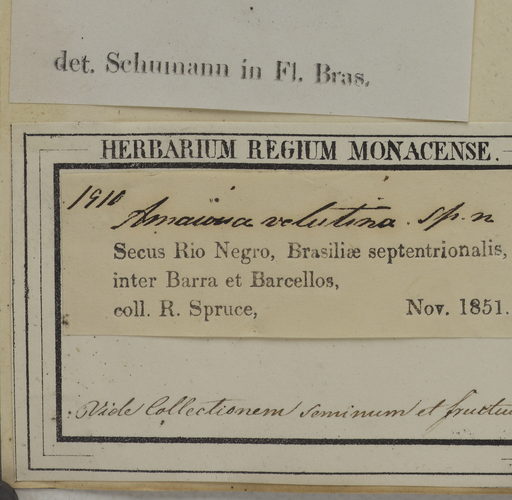 det. Schumann in Fl. Bras.
HERBARIUM REGIUM MONACENSE.
1910
Amaioua velutina. sp. n
Secus Rio Negro, Brasiliæ septentrionalis,
inter Barra et Barcellos,
coll. R. Spruce, Nov. 1851.
Vide Collectionem seminum et fructu